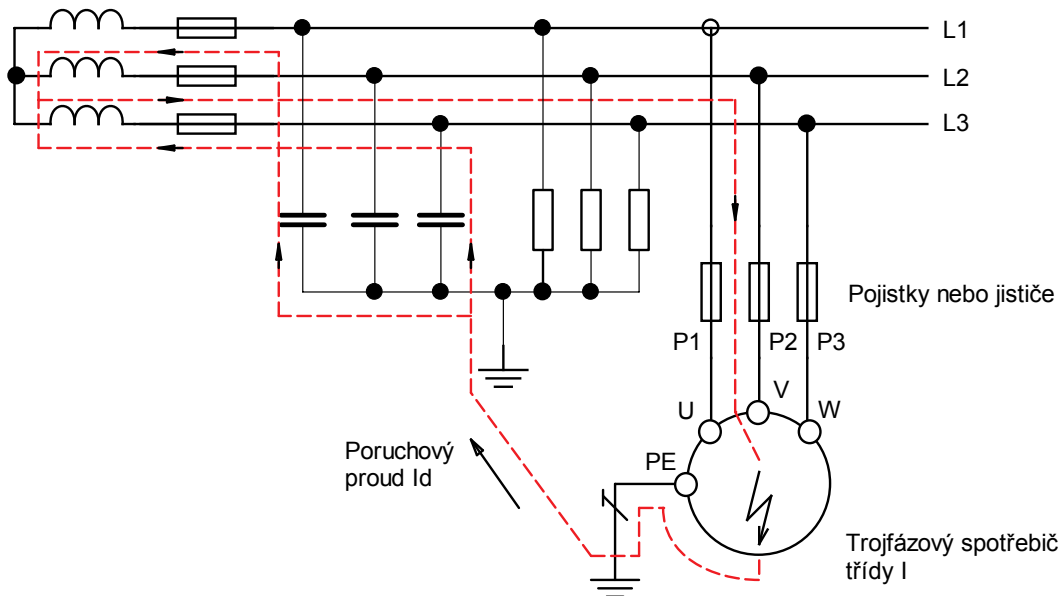 L1
L2
L3
Pojistky nebo jističe
P1 P2 P3
V
U W
PE
Poruchový
proud Id
Trojfázový spotřebič
třídy I